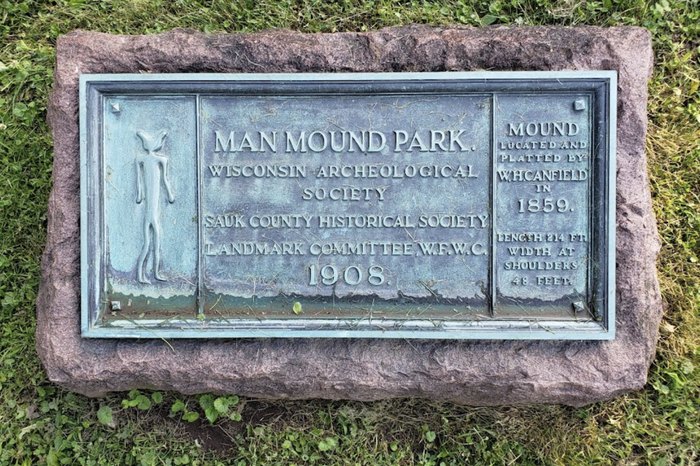 MAN MOUND PARK.
WISCONSIN ARCHEOLOGICAL
SOCIETY
SAUK COUNTY HISTORICAL SOCIETY
LANDMARK COMMITTEE, W.F.W.C.
1908.
MOUND
LOCATED AND
PLATTED BY
W.H.CANFIELD
IN
1859.
LENGTH 214 FT.
WIDTH AT
SHOULDERS
48 FEET.